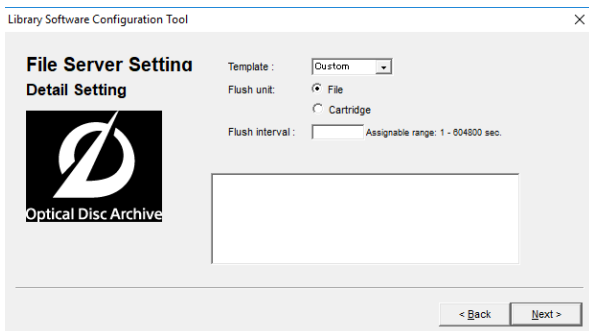 Library Software Configuration Tool
File Server Setting
Detail Setting
Optical Disc Archive
Template :
Custom
Flush unit:
File
Cartridge
Flush interval :
Assignable range: 1 - 604800 sec.
< Back
Next >